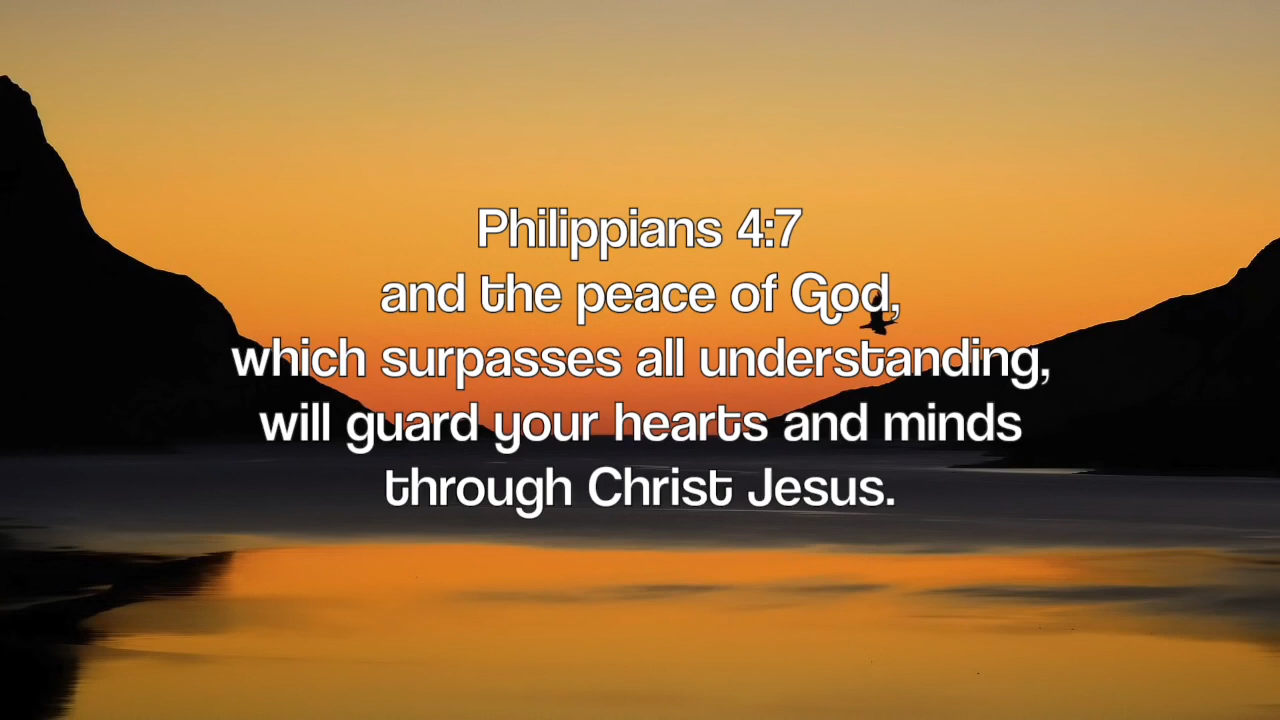 Philippians 4:7
and the peace of God,
which surpasses all understanding,
will guard your hearts and minds
through Christ Jesus.